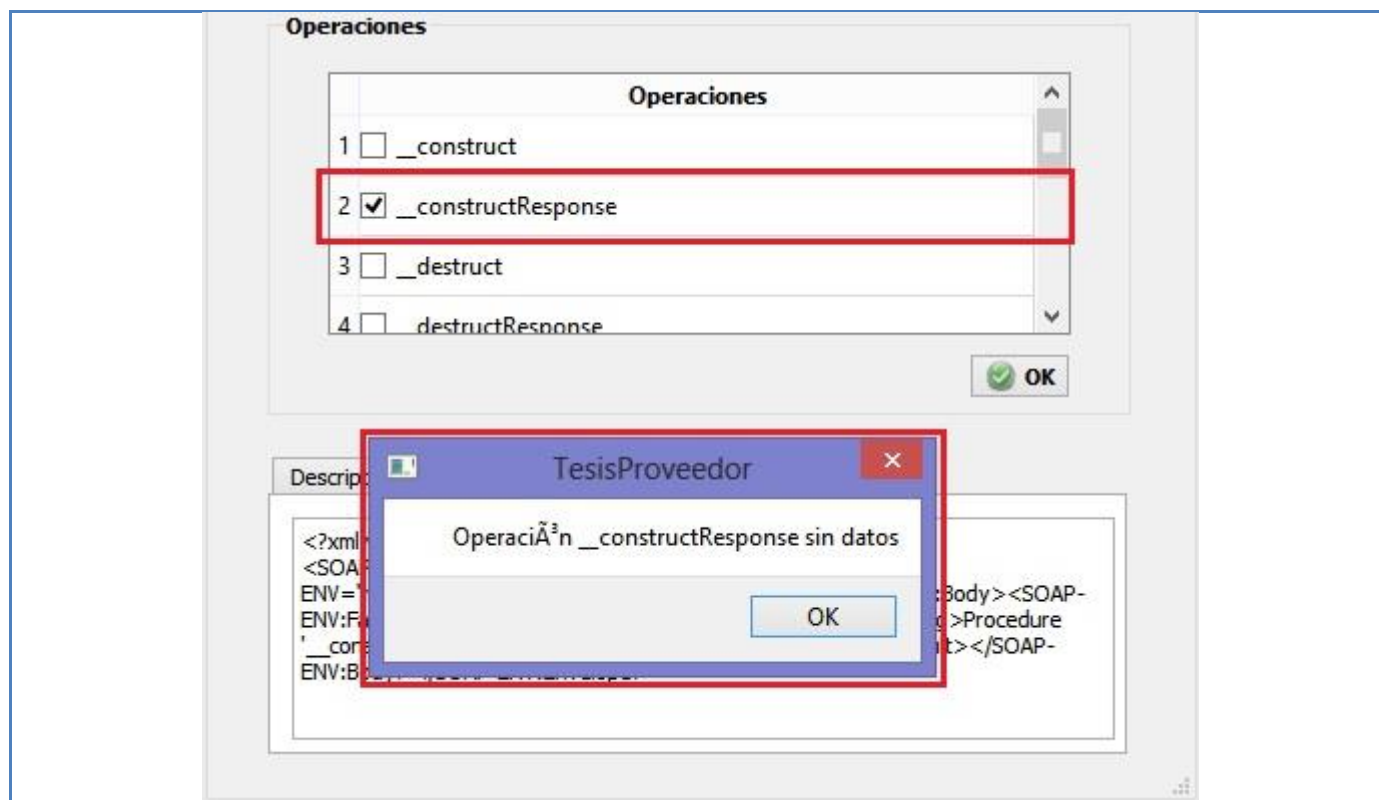 Operaciones
Operaciones
1 __construct
2 __constructResponse
3 __destruct
4 __destructResponse
OK
Descrip
TesisProveedor
OperaciÃ³n __constructResponse sin datos
OK
<?xml
<SOAP
ENV=" :Body><SOAP-
ENV:Fa >Procedure
'__con t></SOAP-
ENV:B